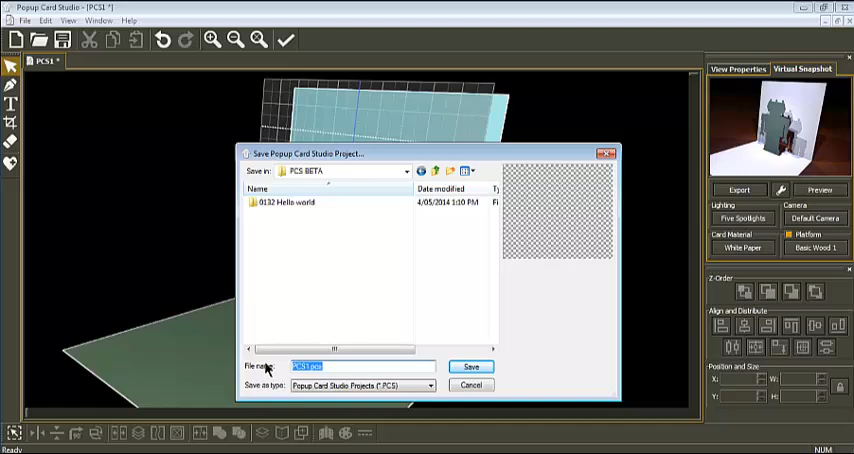 Popup Card Studio - [PCS1 *]
File Edit View Window Help
PCS1 *
View Properties Virtual Snapshot
Save Popup Card Studio Project...
Save in: PCS BETA
Name Date modified Ty
0132 Hello world 4/05/2014 1:10 PM Fi
File name: PCS1.pcs Save
Save as type: Popup Card Studio Projects (*.PCS) Cancel
Export Preview
Lighting Camera
Five Spotlights Default Camera
Card Material Platform
White Paper Basic Wood 1
Z-Order
Align and Distribute
Position and Size
X: W:
Y: H:
Ready NUM